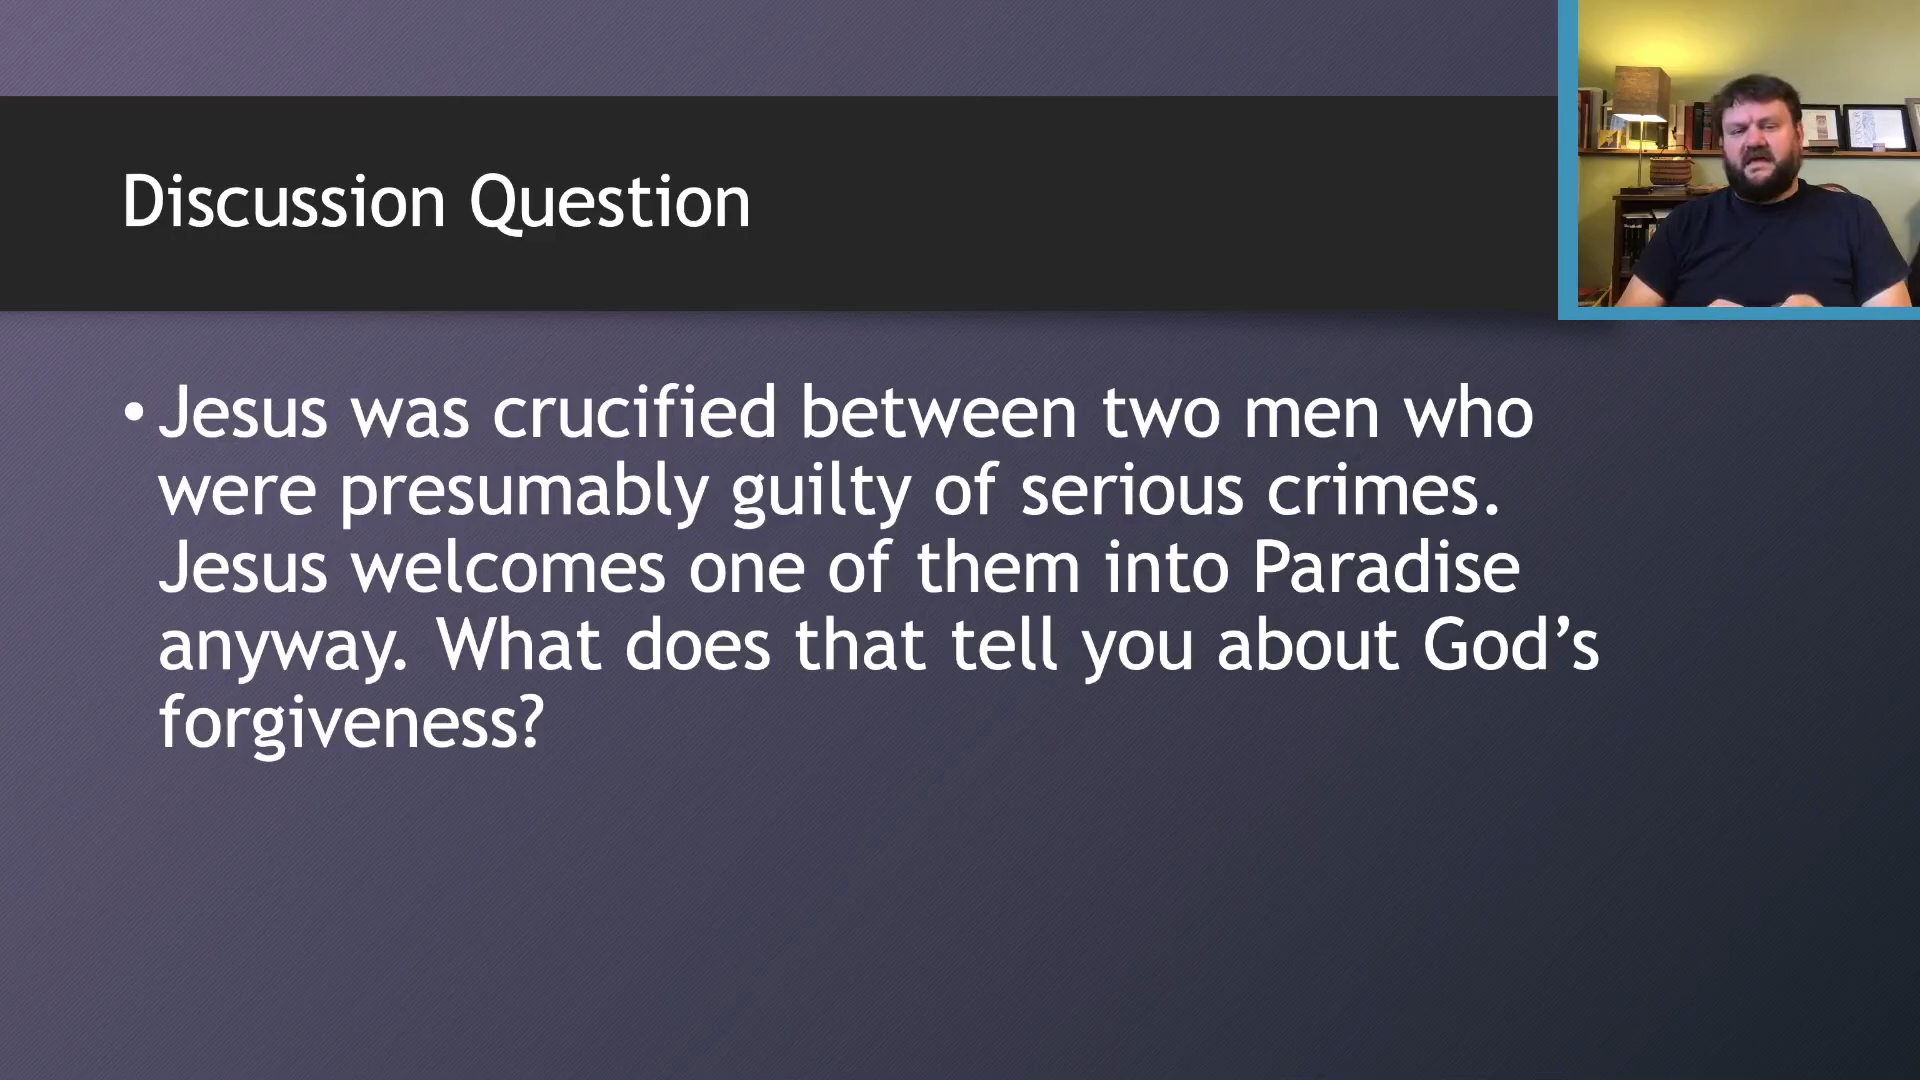 Discussion Question
• Jesus was crucified between two men who
were presumably guilty of serious crimes.
Jesus welcomes one of them into Paradise
anyway. What does that tell you about God’s
forgiveness?